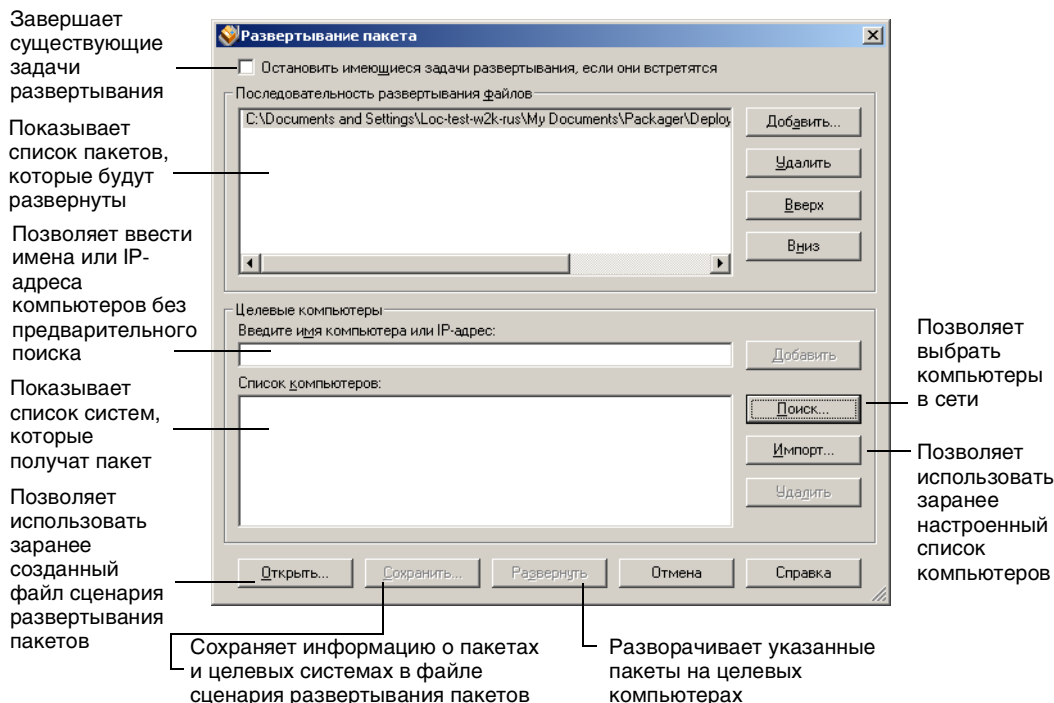 Завершает
существующие
задачи
развертывания
Показывает
список пакетов,
которые будут
развернуты
Позволяет ввести
имена или IP-
адреса
компьютеров без
предварительного
поиска
Показывает
список систем,
которые
получат пакет
Позволяет
использовать
заранее
созданный
файл сценария
развертывания
пакетов
Развертывание пакета
Остановить имеющиеся задачи развертывания, если они встретятся
Последовательность развертывания файлов
C:\Documents and Settings\Loc-test-w2k-rus\My Documents\Packager\Deploy
Добавить...
Удалить
Вверх
Вниз
Целевые компьютеры
Введите имя компьютера или IP-адрес:
Добавить
Список компьютеров:
Поиск...
Импорт...
Удалить
Открыть...
Сохранить...
Развернуть
Отмена
Справка
Позволяет
выбрать
компьютеры
в сети
Позволяет
использовать
заранее
настроенный
список
компьютеров
Сохраняет информацию о пакетах
и целевых системах в файле
сценария развертывания пакетов
Разворачивает указанные
пакеты на целевых
компьютерах